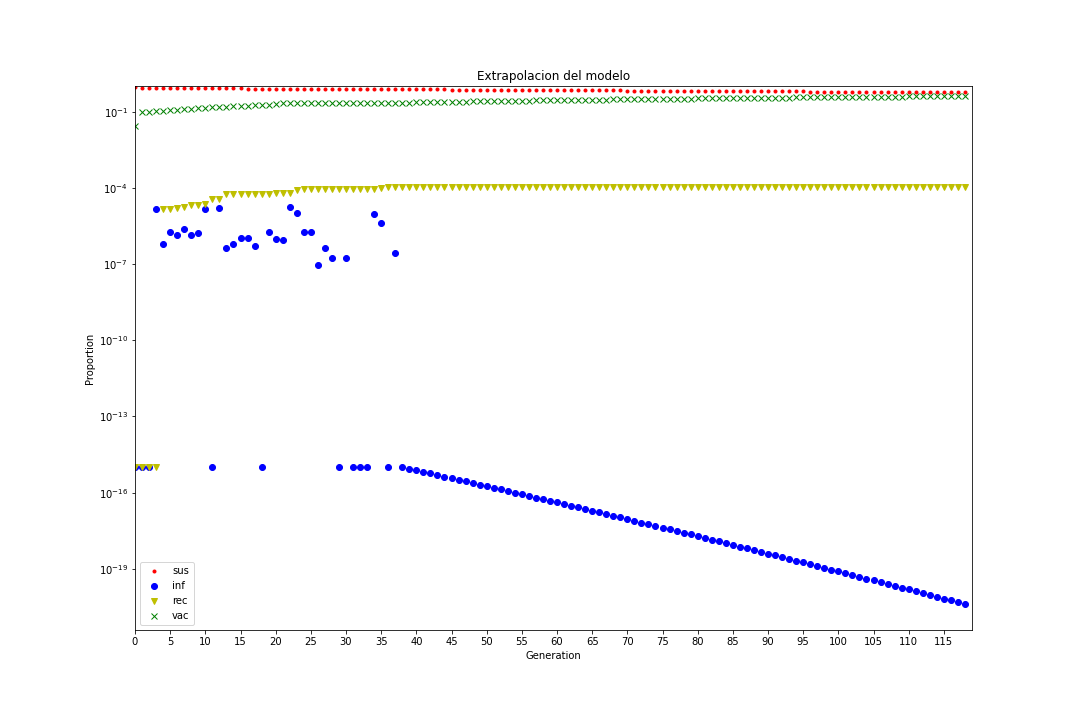 Extrapolacion del modelo
Proportion
10⁻¹
10⁻⁴
10⁻⁷
10⁻¹⁰
10⁻¹³
10⁻¹⁶
10⁻¹⁹
sus
inf
rec
vac
0 5 10 15 20 25 30 35 40 45 50 55 60 65 70 75 80 85 90 95 100 105 110 115
Generation